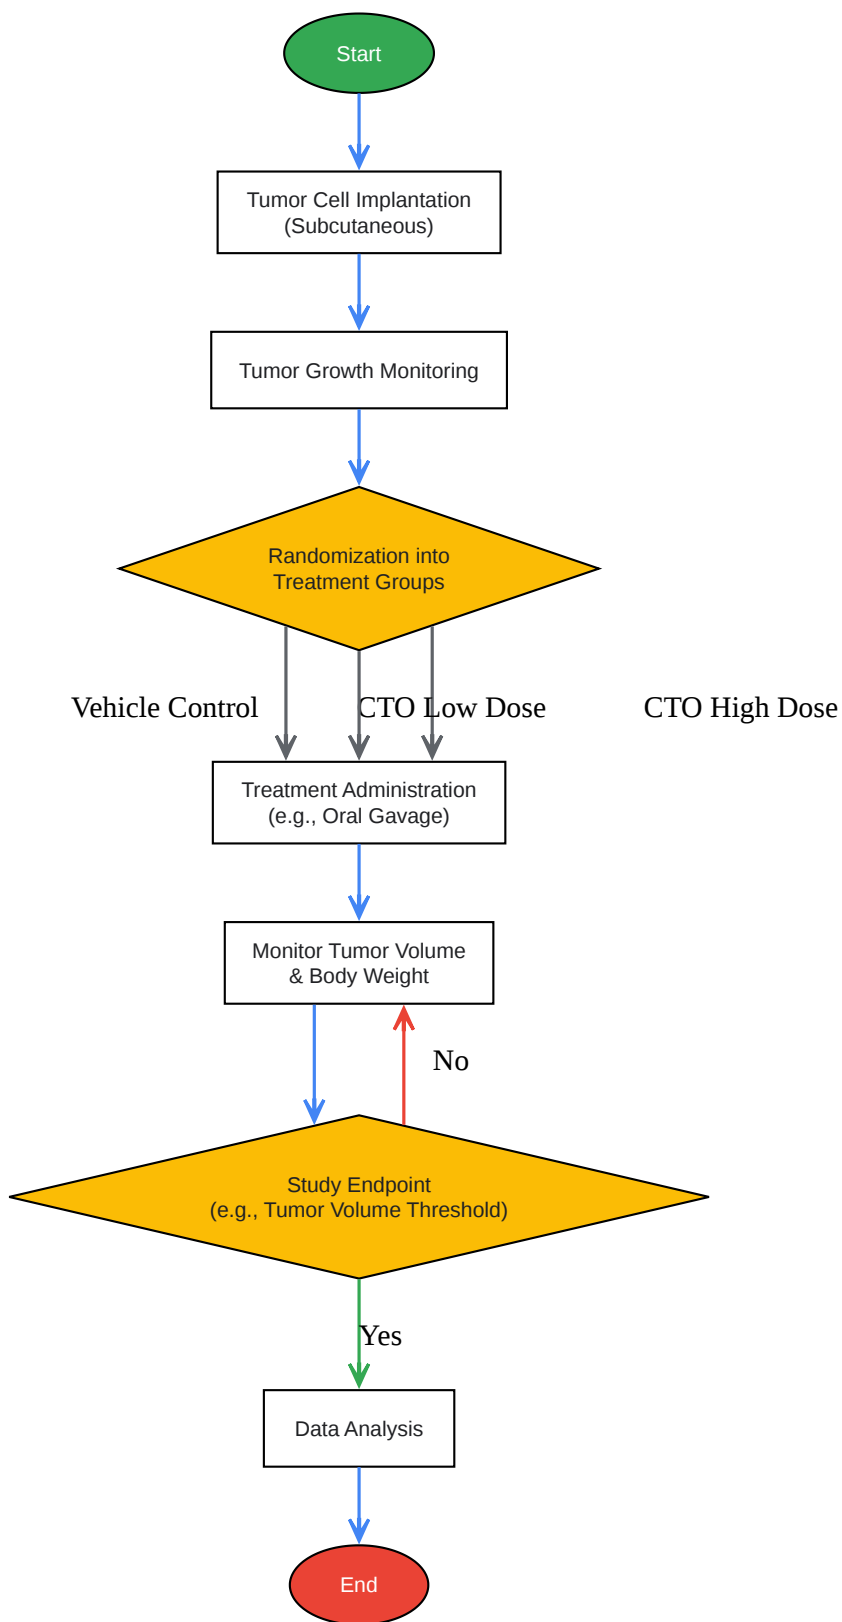 Start
Tumor Cell Implantation
(Subcutaneous)
Tumor Growth Monitoring
Randomization into
Treatment Groups
Vehicle Control
CTO Low Dose
CTO High Dose
Treatment Administration
(e.g., Oral Gavage)
Monitor Tumor Volume
& Body Weight
No
Study Endpoint
(e.g., Tumor Volume Threshold)
Yes
Data Analysis
End